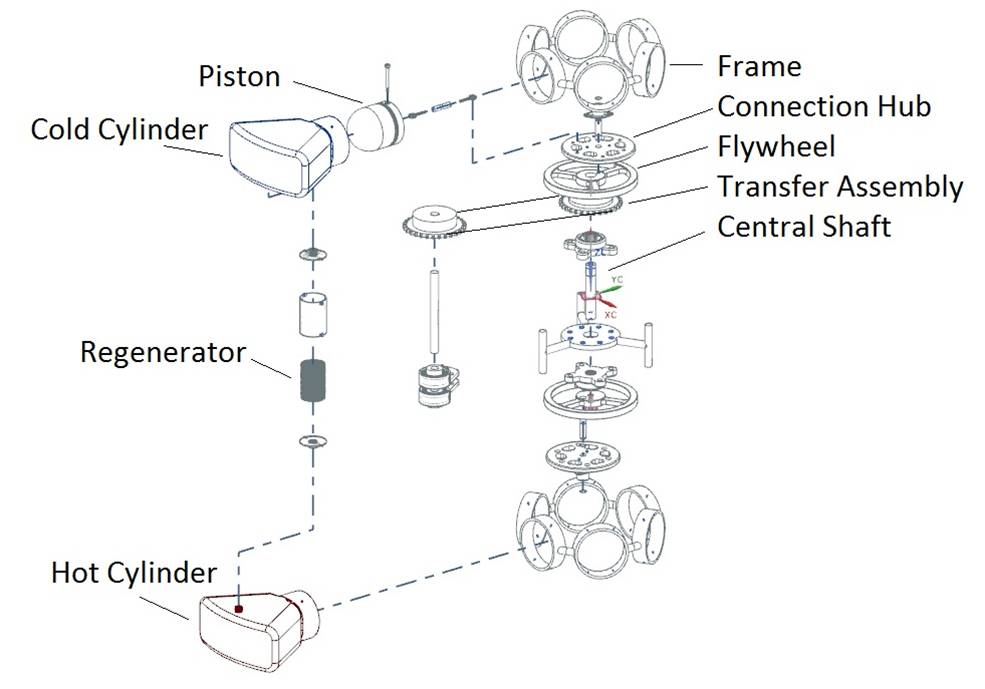 Piston
Frame
Cold Cylinder
Connection Hub
Flywheel
Transfer Assembly
Central Shaft
ZC
YC
XC
Regenerator
Hot Cylinder